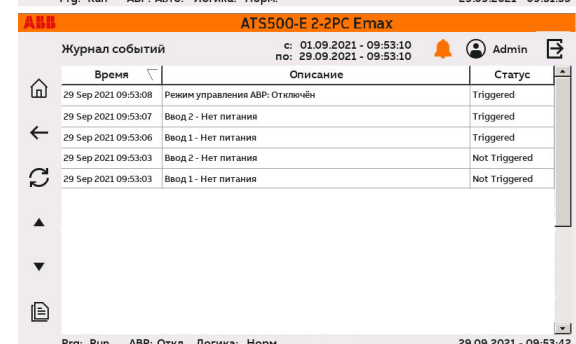 ABB
ATS500-E 2-2PC Emax
Журнал событий
с: 01.09.2021 - 09:53:10
по: 29.09.2021 - 09:53:10
Admin
Время Описание Статус
29 Sep 2021 09:53:08 Режим управления АВР: Отключён Triggered
29 Sep 2021 09:53:07 Ввод 2 - Нет питания Triggered
29 Sep 2021 09:53:06 Ввод 1 - Нет питания Triggered
29 Sep 2021 09:53:03 Ввод 2 - Нет питания Not Triggered
29 Sep 2021 09:53:03 Ввод 1 - Нет питания Not Triggered
Prg: Run АВР: Откл. Логика: Норм. 29.09.2021 - 09:53:42